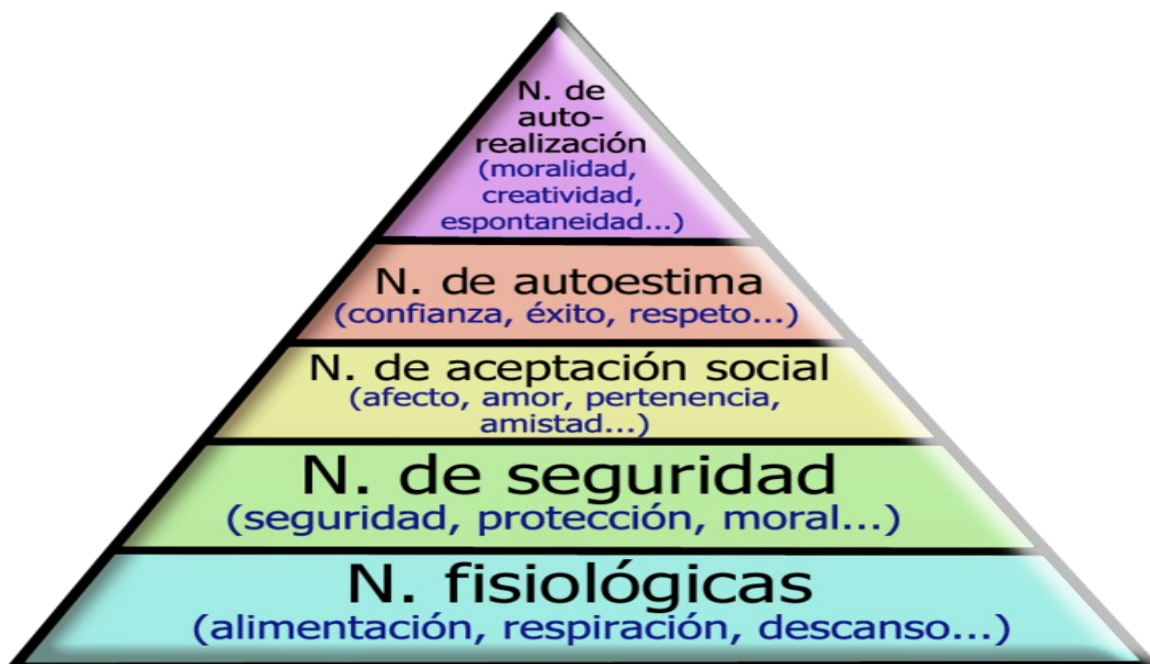 N. de
auto-
realización
(moralidad,
creatividad,
espontaneidad...)
N. de autoestima
(confianza, éxito, respeto...)
N. de aceptación social
(afecto, amor, pertenencia,
amistad...)
N. de seguridad
(seguridad, protección, moral...)
N. fisiológicas
(alimentación, respiración, descanso...)